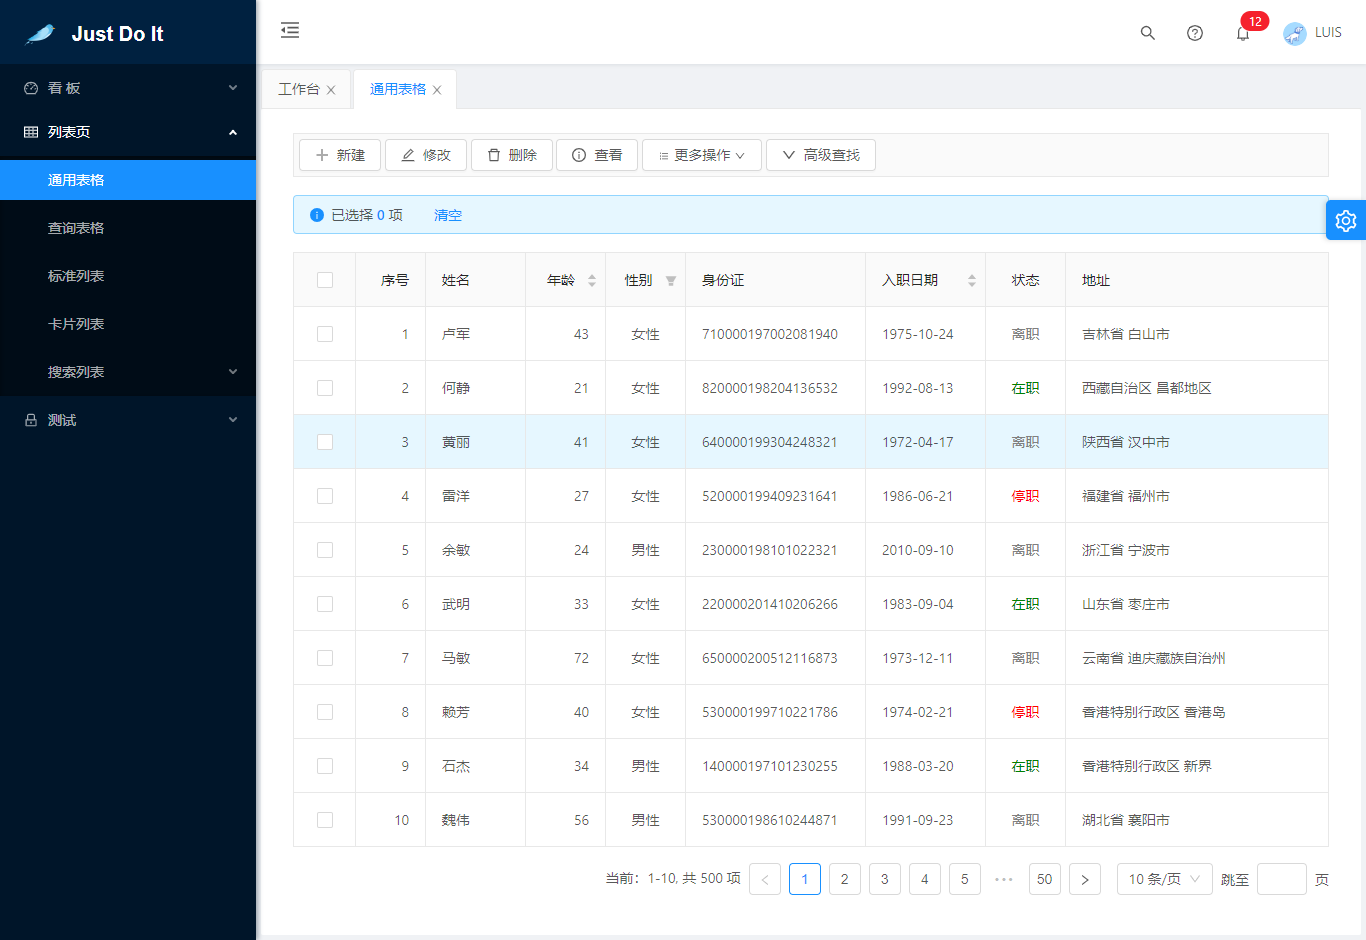 Just Do It
12
LUIS
看 板
列表页
通用表格
查询表格
标准列表
卡片列表
搜索列表
测试
工作台
通用表格
新建 修改 删除 查看 更多操作 高级查找
已选择 0 项 清空
序号 姓名 年龄 性别 身份证 入职日期 状态 地址
1 卢军 43 女性 710000197002081940 1975-10-24 离职 吉林省 白山市
2 何静 21 女性 820000198204136532 1992-08-13 在职 西藏自治区 昌都地区
3 黄丽 41 女性 640000199304248321 1972-04-17 离职 陕西省 汉中市
4 雷洋 27 女性 520000199409231641 1986-06-21 停职 福建省 福州市
5 余敏 24 男性 230000198101022321 2010-09-10 离职 浙江省 宁波市
6 武明 33 女性 220000201410206266 1983-09-04 在职 山东省 枣庄市
7 马敏 72 女性 650000200512116873 1973-12-11 离职 云南省 迪庆藏族自治州
8 赖芳 40 女性 530000199710221786 1974-02-21 停职 香港特别行政区 香港岛
9 石杰 34 男性 140000197101230255 1988-03-20 在职 香港特别行政区 新界
10 魏伟 56 男性 530000198610244871 1991-09-23 离职 湖北省 襄阳市
当前：1-10, 共 500 项 < 1 2 3 4 5 ••• 50 > 10 条/页 跳至 页